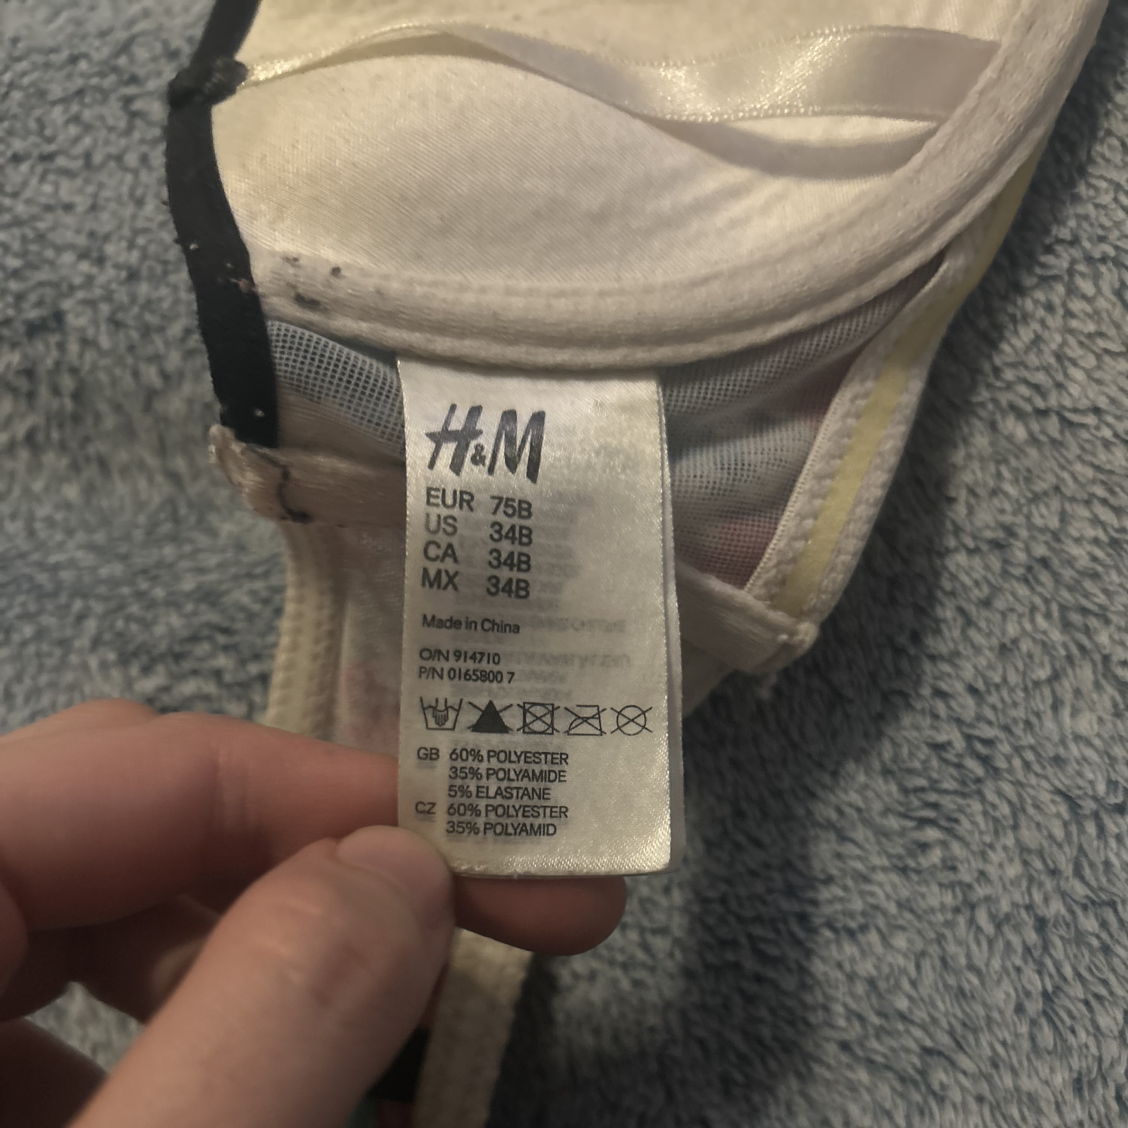 H&M
EUR 75B
US 34B
CA 34B
MX 34B
Made in China
O/N 914710
P/N 0165800 7
GB 60% POLYESTER
35% POLYAMIDE
5% ELASTANE
CZ 60% POLYESTER
35% POLYAMID